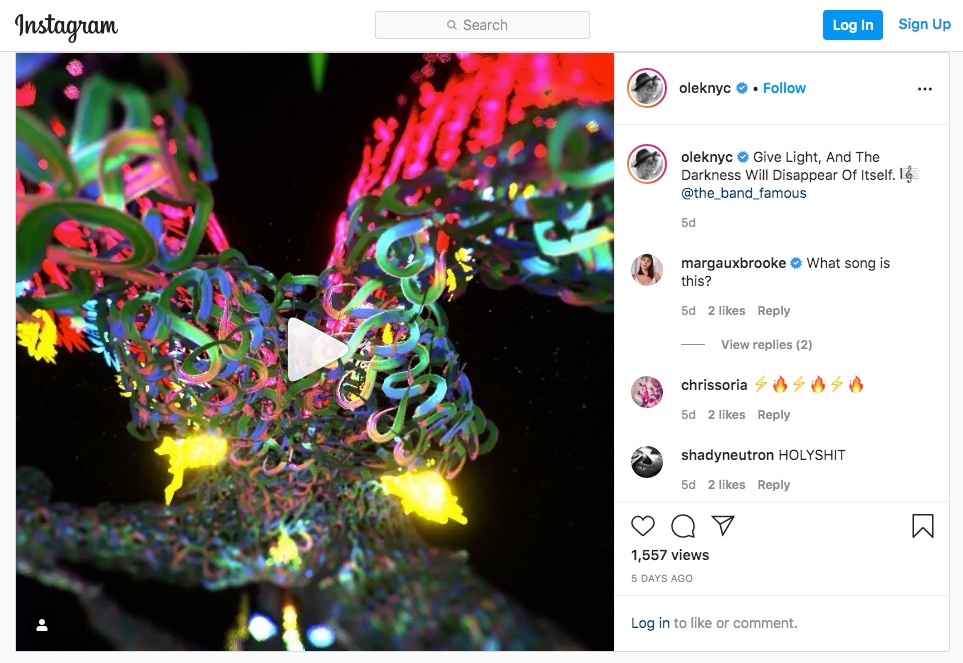 Instagram
Search
Log In
Sign Up
oleknyc • Follow
oleknyc Give Light, And The
Darkness Will Disappear Of Itself. 🎼
@the_band_famous
5d
margauxbrooke What song is
this?
5d 2 likes Reply
View replies (2)
chrissoria ⚡🔥⚡🔥⚡🔥
5d 2 likes Reply
shadyneutron HOLYSHIT
5d 2 likes Reply
1,557 views
5 DAYS AGO
Log in to like or comment.